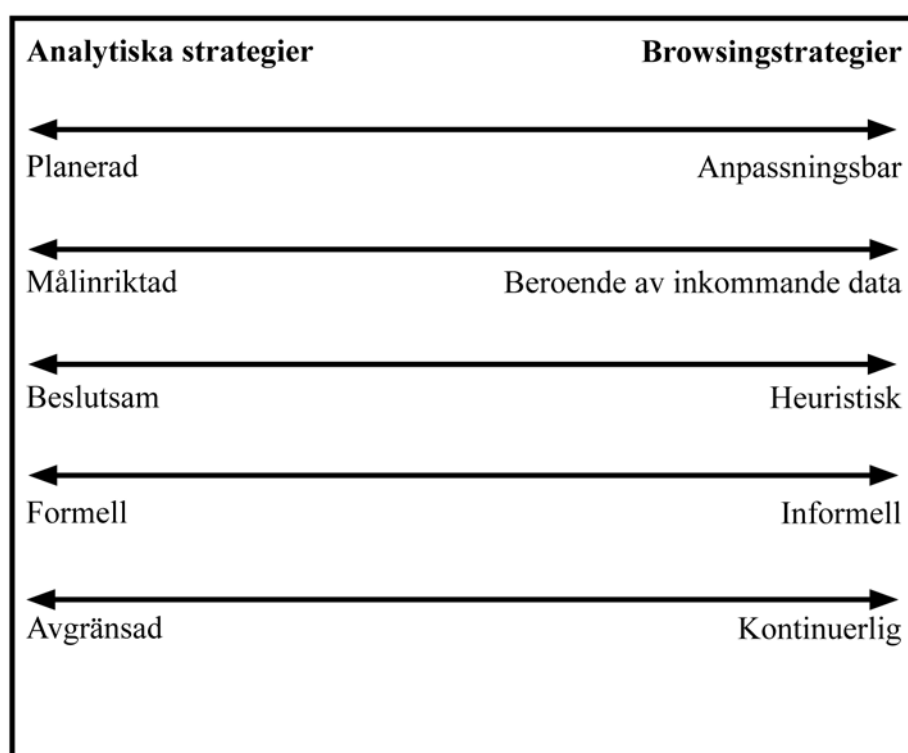 Analytiska strategier Browsingstrategier
Planerad Anpassningsbar
Målinriktad Beroende av inkommande data
Beslutsam Heuristisk
Formell Informell
Avgränsad Kontinuerlig